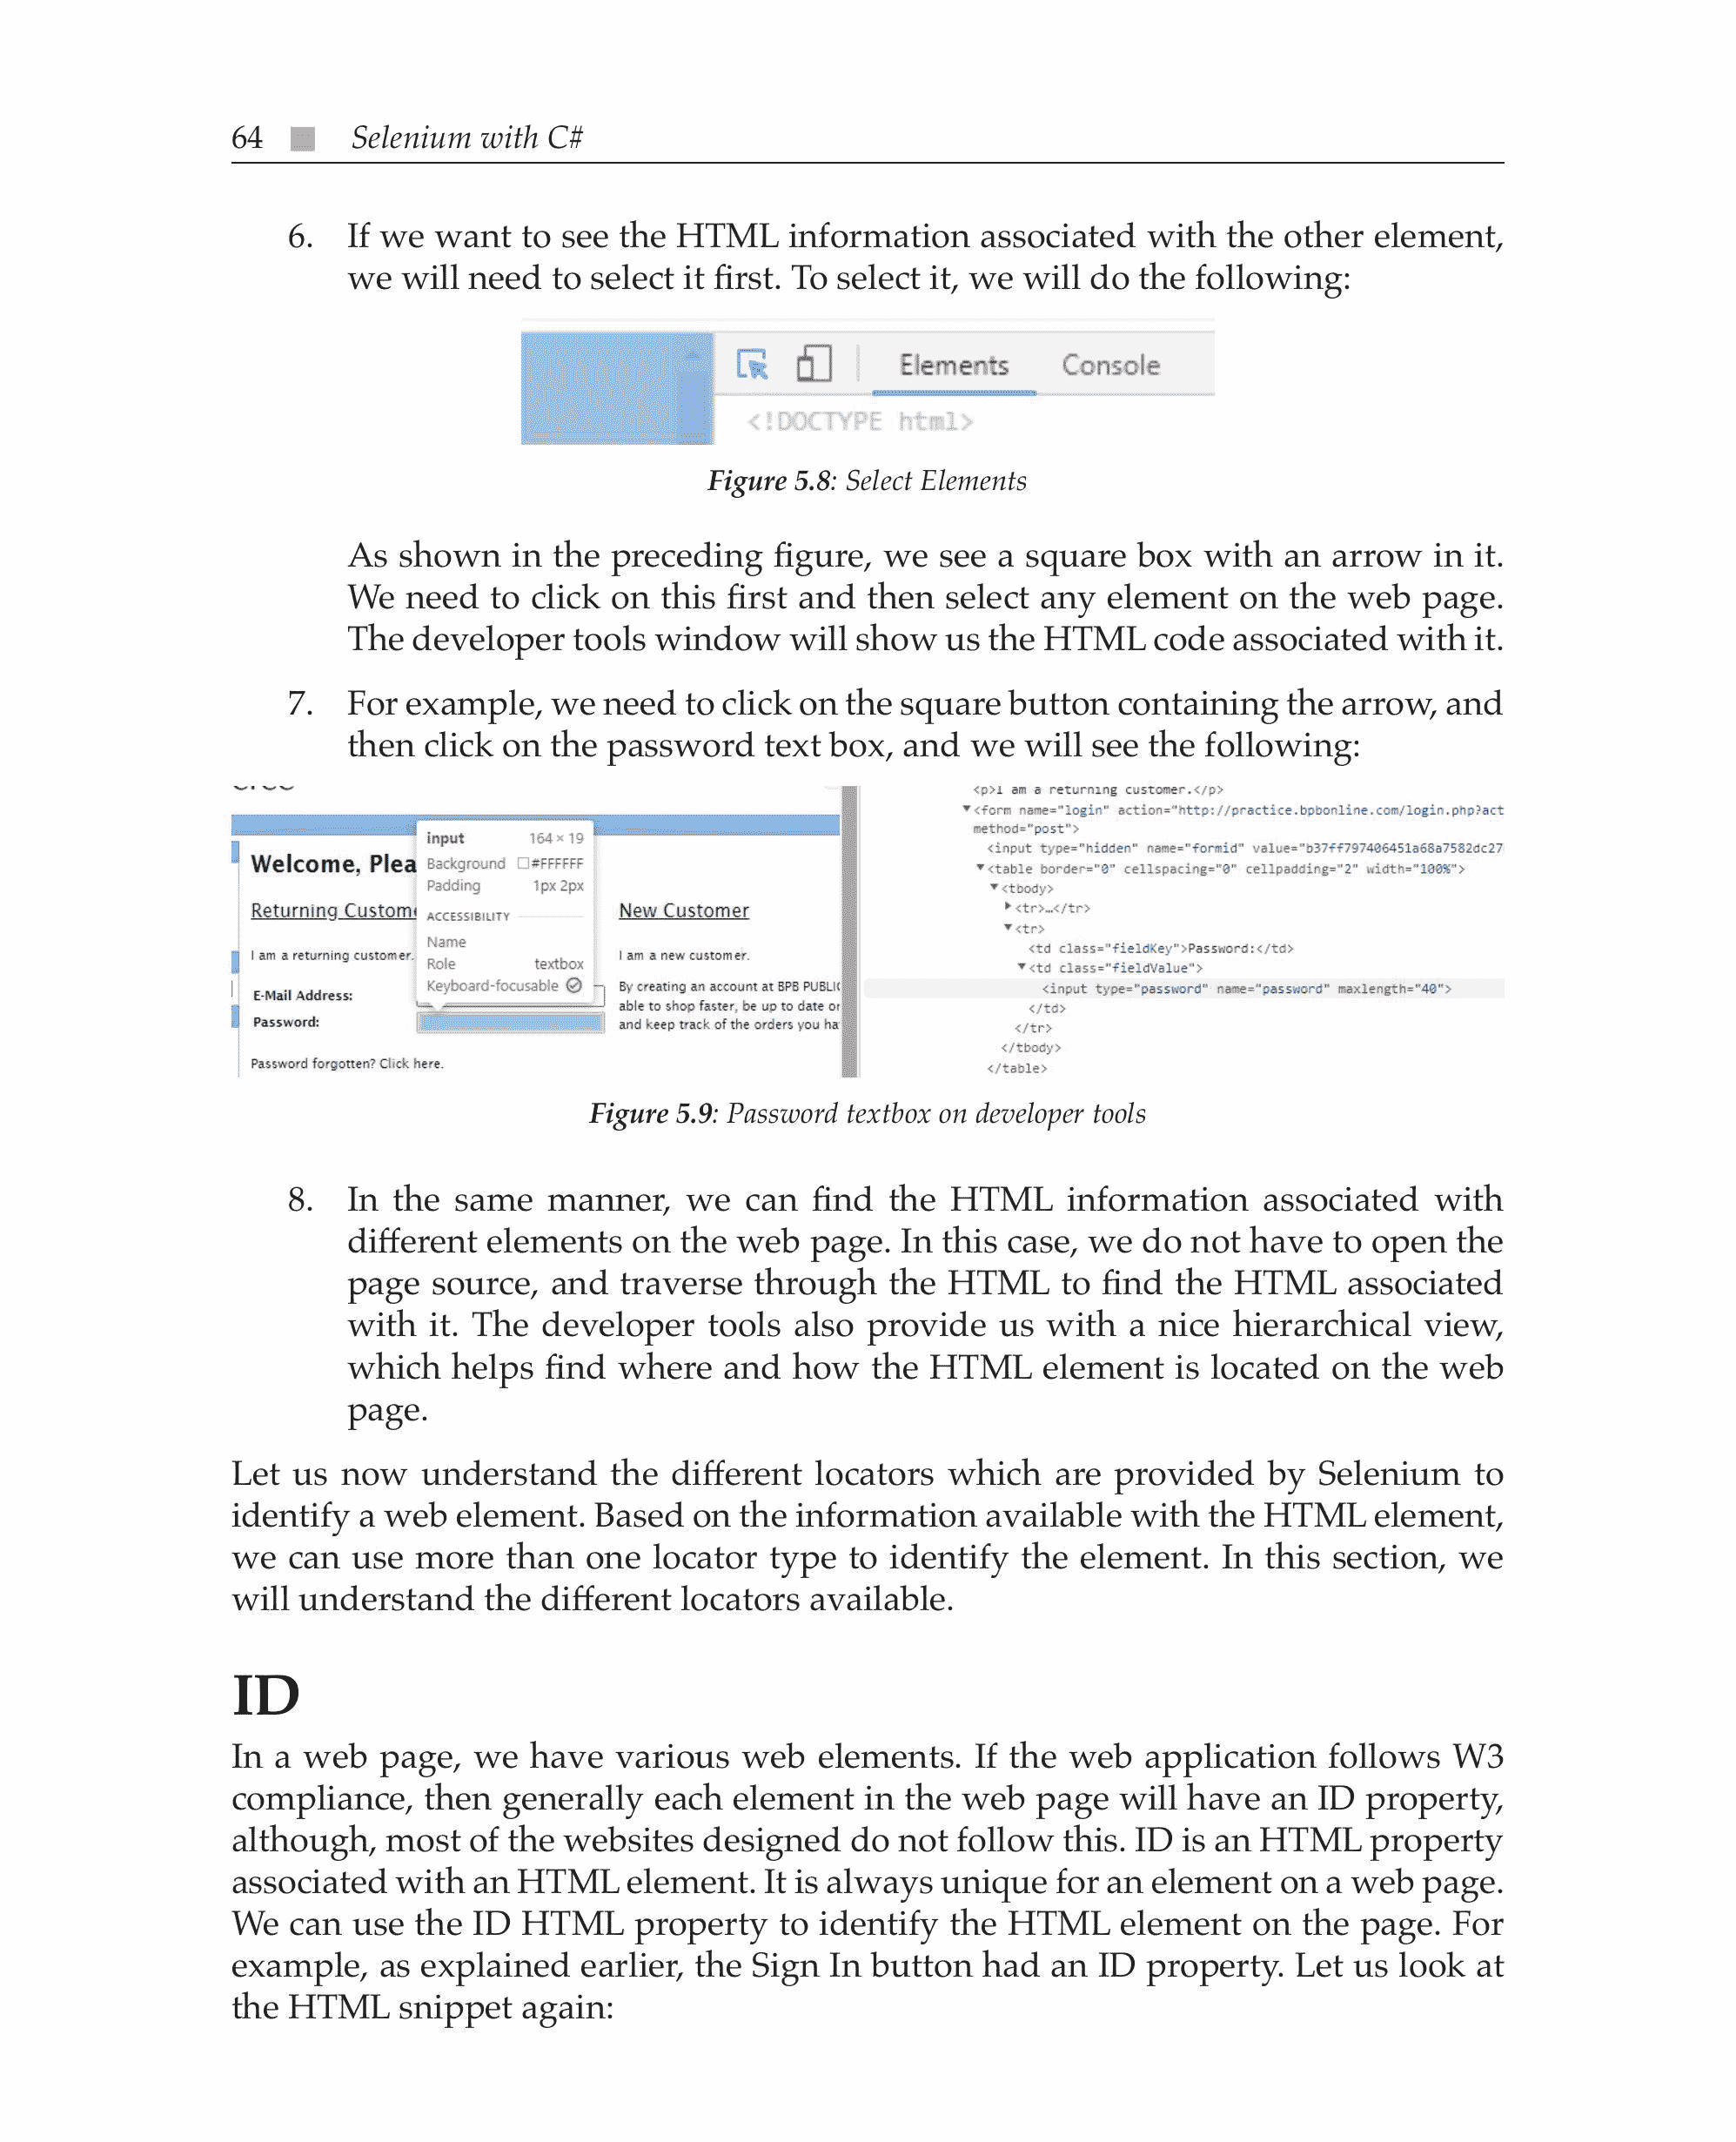 64 Selenium with C#
6. If we want to see the HTML information associated with the other element,
we will need to select it first. To select it, we will do the following:
Elements Console
<!DOCTYPE html>
Figure 5.8: Select Elements
As shown in the preceding figure, we see a square box with an arrow in it.
We need to click on this first and then select any element on the web page.
The developer tools window will show us the HTML code associated with it.
7. For example, we need to click on the square button containing the arrow, and
then click on the password text box, and we will see the following:
input 164 × 19
Background #FFFFFF
Padding 1px 2px
ACCESSIBILITY
Name
Role textbox
Keyboard-focusable
Welcome, Plea
Returning Custome
I am a returning customer.
E-Mail Address:
Password:
Password forgotten? Click here.
New Customer
I am a new customer.
By creating an account at BPB PUBLIC
able to shop faster, be up to date or
and keep track of the orders you ha
<p>I am a returning customer.</p>
<form name="login" action="http://practice.bpbonline.com/login.php?act
method="post">
<input type="hidden" name="formid" value="b37ff797406451a68a7582dc27
<table border="0" cellspacing="0" cellpadding="2" width="100%">
<tbody>
<tr>…</tr>
<tr>
<td class="fieldKey">Password:</td>
<td class="fieldValue">
<input type="password" name="password" maxlength="40">
</td>
</tr>
</tbody>
</table>
Figure 5.9: Password textbox on developer tools
8. In the same manner, we can find the HTML information associated with
different elements on the web page. In this case, we do not have to open the
page source, and traverse through the HTML to find the HTML associated
with it. The developer tools also provide us with a nice hierarchical view,
which helps find where and how the HTML element is located on the web
page.
Let us now understand the different locators which are provided by Selenium to
identify a web element. Based on the information available with the HTML element,
we can use more than one locator type to identify the element. In this section, we
will understand the different locators available.
ID
In a web page, we have various web elements. If the web application follows W3
compliance, then generally each element in the web page will have an ID property,
although, most of the websites designed do not follow this. ID is an HTML property
associated with an HTML element. It is always unique for an element on a web page.
We can use the ID HTML property to identify the HTML element on the page. For
example, as explained earlier, the Sign In button had an ID property. Let us look at
the HTML snippet again: